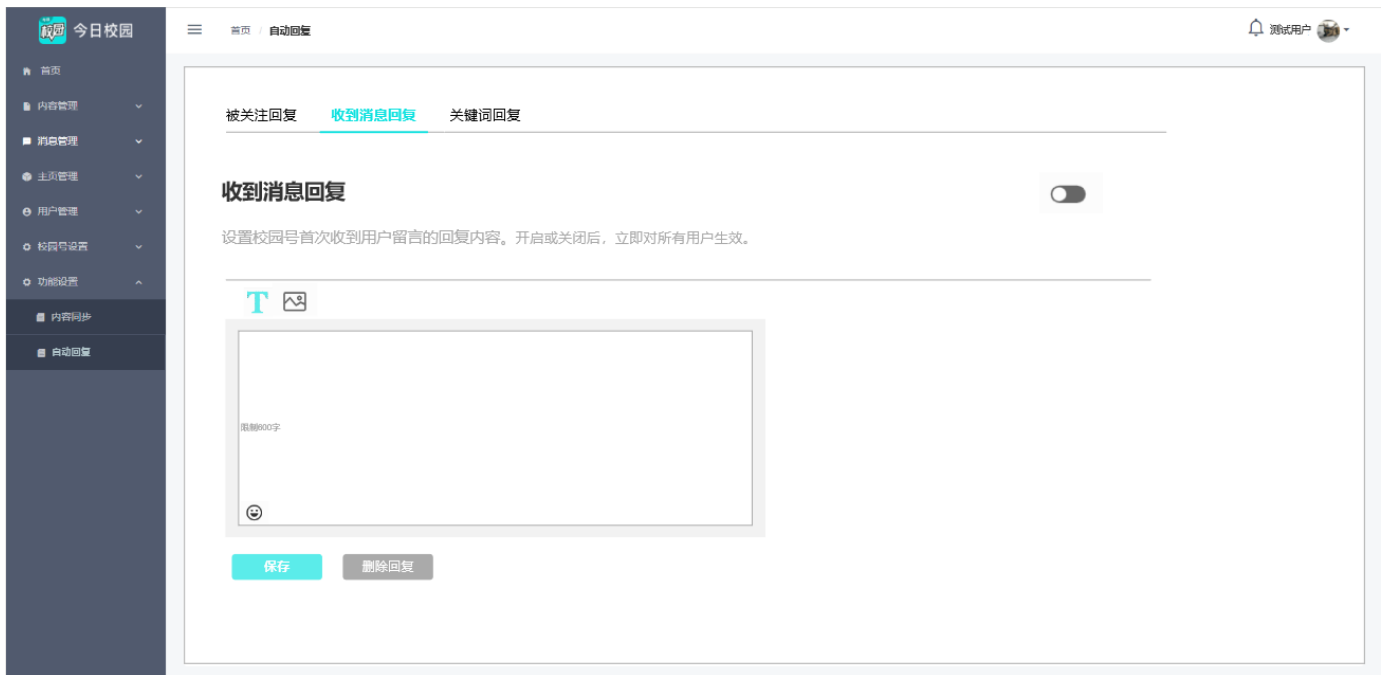 校园 今日校园
首页 / 自动回复
测试用户
首页
内容管理
消息管理
主页管理
用户管理
校园号设置
功能设置
内容同步
自动回复
被关注回复 收到消息回复 关键词回复
收到消息回复
设置校园号首次收到用户留言的回复内容。开启或关闭后，立即对所有用户生效。
T
限制600字
保存 删除回复